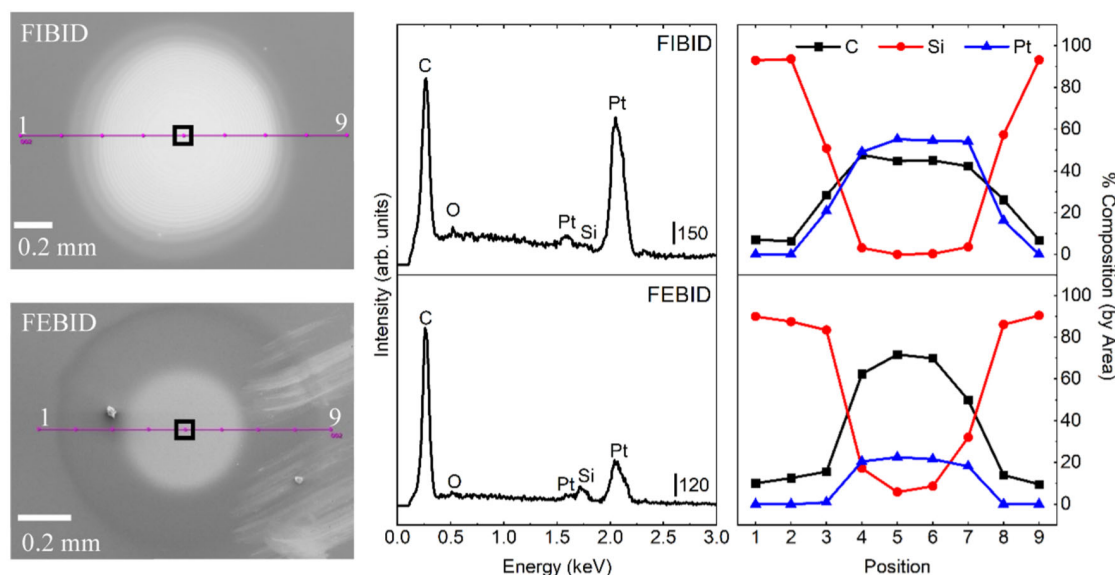 FIBID
1
9
0.2 mm
FEBID
1
9
0.2 mm
Intensity (arb. units)
FIBID
C
O
Pt
Si
Pt
150
FEBID
C
O
Pt
Si
Pt
120
0.0 0.5 1.0 1.5 2.0 2.5 3.0
Energy (keV)
C Si Pt
100
80
60
40
20
0
100
80
60
40
20
0
% Composition (by Area)
1 2 3 4 5 6 7 8 9
Position